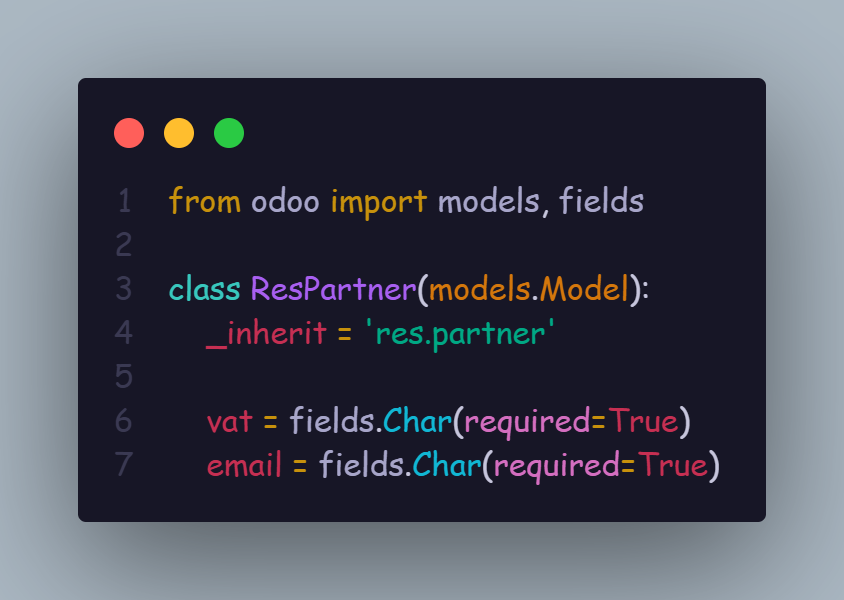 1 from odoo import models, fields
2
3 class ResPartner(models.Model):
4     _inherit = 'res.partner'
5
6     vat = fields.Char(required=True)
7     email = fields.Char(required=True)